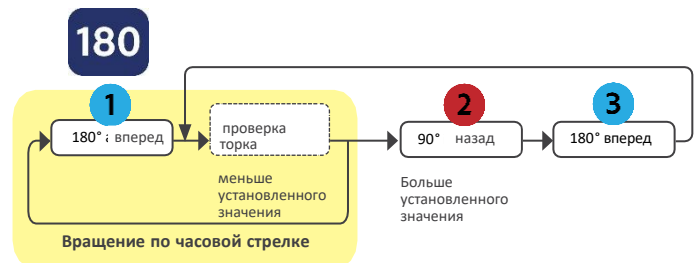 180
1
2
3
180° вперед
проверка
торка
90° назад
180° вперед
меньше
установленного
значения
Больше
установленного
значения
Вращение по часовой стрелке